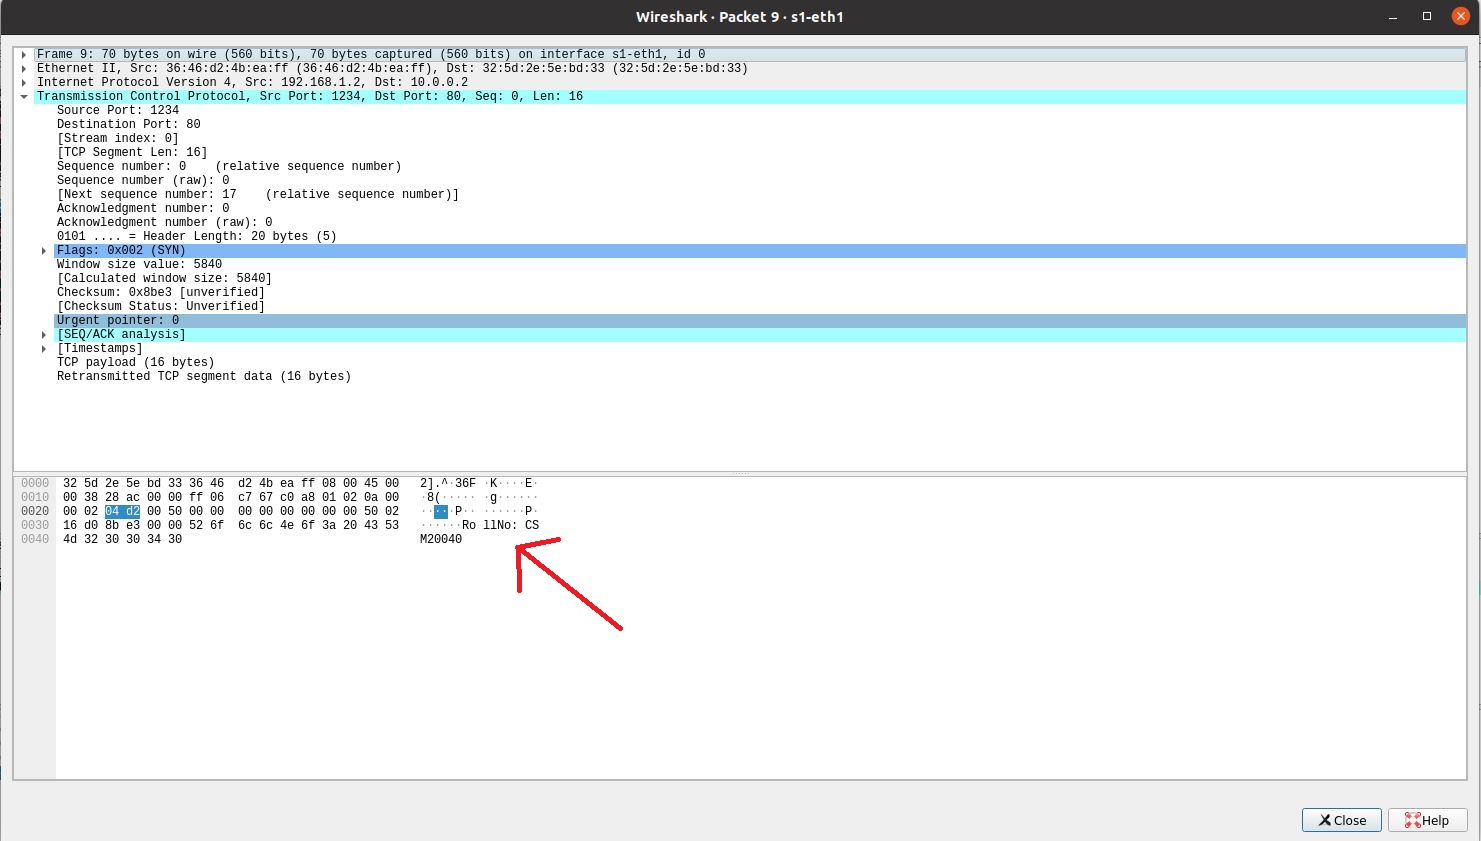 Wireshark · Packet 9 · s1-eth1
Frame 9: 70 bytes on wire (560 bits), 70 bytes captured (560 bits) on interface s1-eth1, id 0
Ethernet II, Src: 36:46:d2:4b:ea:ff (36:46:d2:4b:ea:ff), Dst: 32:5d:2e:5e:bd:33 (32:5d:2e:5e:bd:33)
Internet Protocol Version 4, Src: 192.168.1.2, Dst: 10.0.0.2
Transmission Control Protocol, Src Port: 1234, Dst Port: 80, Seq: 0, Len: 16
Source Port: 1234
Destination Port: 80
[Stream index: 0]
[TCP Segment Len: 16]
Sequence number: 0    (relative sequence number)
Sequence number (raw): 0
[Next sequence number: 17    (relative sequence number)]
Acknowledgment number: 0
Acknowledgment number (raw): 0
0101 .... = Header Length: 20 bytes (5)
Flags: 0x002 (SYN)
Window size value: 5840
[Calculated window size: 5840]
Checksum: 0x8be3 [unverified]
[Checksum Status: Unverified]
Urgent pointer: 0
[SEQ/ACK analysis]
[Timestamps]
TCP payload (16 bytes)
Retransmitted TCP segment data (16 bytes)
0000  32 5d 2e 5e bd 33 36 46  d2 4b ea ff 08 00 45 00   2].^·36F ·K····E·
0010  00 38 28 ac 00 00 ff 06  c7 67 c0 a8 01 02 0a 00   ·8(····· ·g······
0020  00 02 04 d2 00 50 00 00  00 00 00 00 00 00 50 02   ·····P·· ······P·
0030  16 d0 8b e3 00 00 52 6f  6c 6c 4e 6f 3a 20 43 53   ······Ro llNo: CS
0040  4d 32 30 30 34 30   M20040
Close
Help